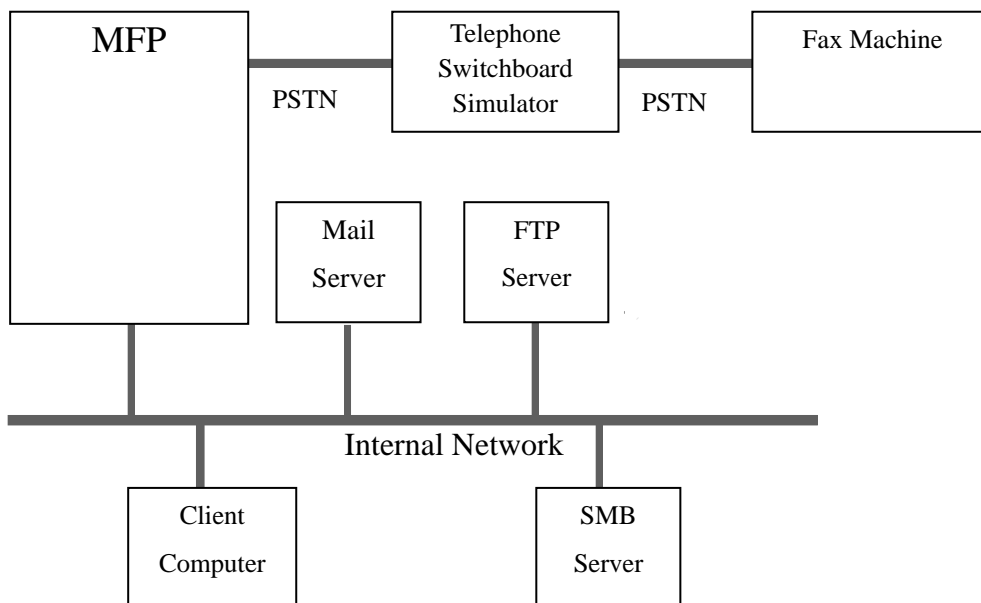 MFP
Telephone
Switchboard
Simulator
Fax Machine
PSTN
PSTN
Mail
Server
FTP
Server
Internal Network
Client
Computer
SMB
Server